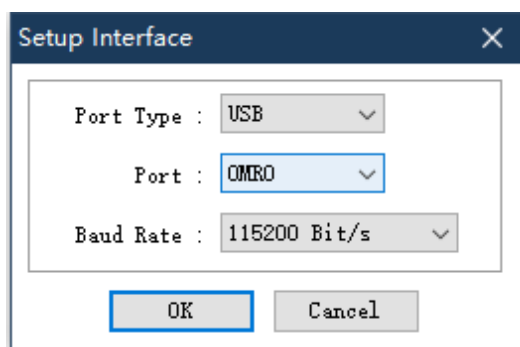 Setup Interface
Port Type : USB
Port : OMRO
Baud Rate : 115200 Bit/s
OK Cancel